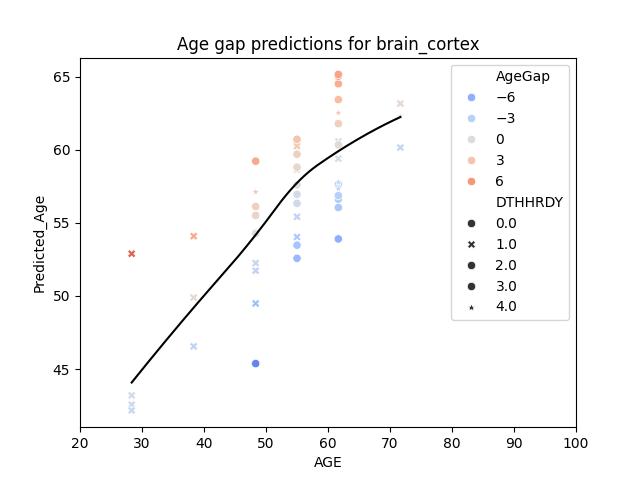 Age gap predictions for brain_cortex
Predicted_Age
65
60
55
50
45
20 30 40 50 60 70 80 90 100
AGE
AgeGap
−6
−3
0
3
6
DTHHRDY
0.0
1.0
2.0
3.0
4.0